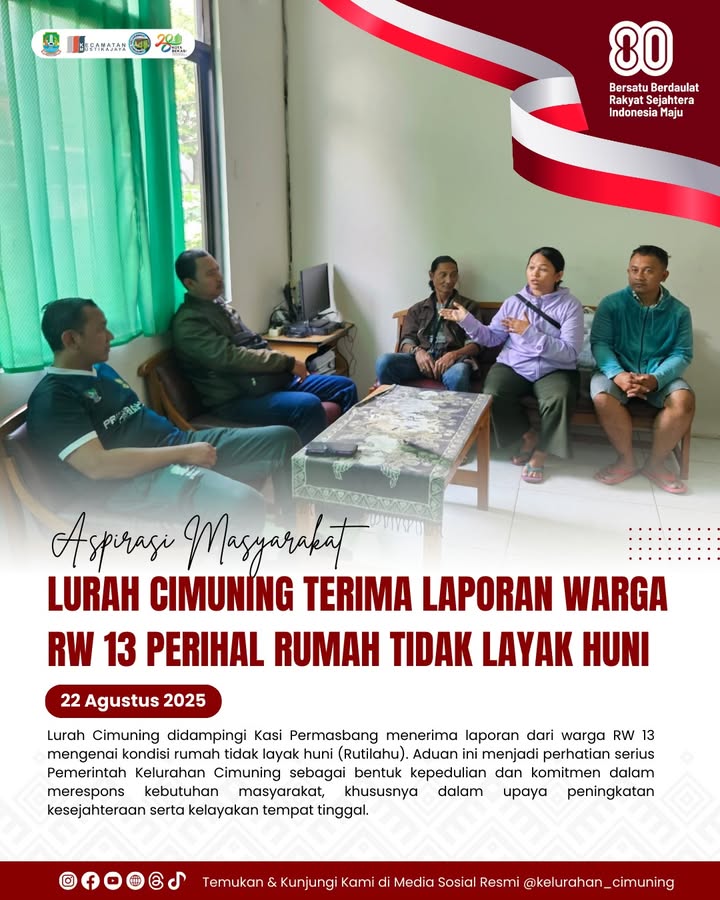 KECAMATAN
MUSTIKAJAYA
28
KOTA
BEKASI
80
Bersatu Berdaulat
Rakyat Sejahtera
Indonesia Maju
Aspirasi Masyarakat
LURAH CIMUNING TERIMA LAPORAN WARGA
RW 13 PERIHAL RUMAH TIDAK LAYAK HUNI
22 Agustus 2025
Lurah Cimuning didampingi Kasi Permasbang menerima laporan dari warga RW 13
mengenai kondisi rumah tidak layak huni (Rutilahu). Aduan ini menjadi perhatian serius
Pemerintah Kelurahan Cimuning sebagai bentuk kepedulian dan komitmen dalam
merespons kebutuhan masyarakat, khususnya dalam upaya peningkatan
kesejahteraan serta kelayakan tempat tinggal.
Temukan & Kunjungi Kami di Media Sosial Resmi @kelurahan_cimuning